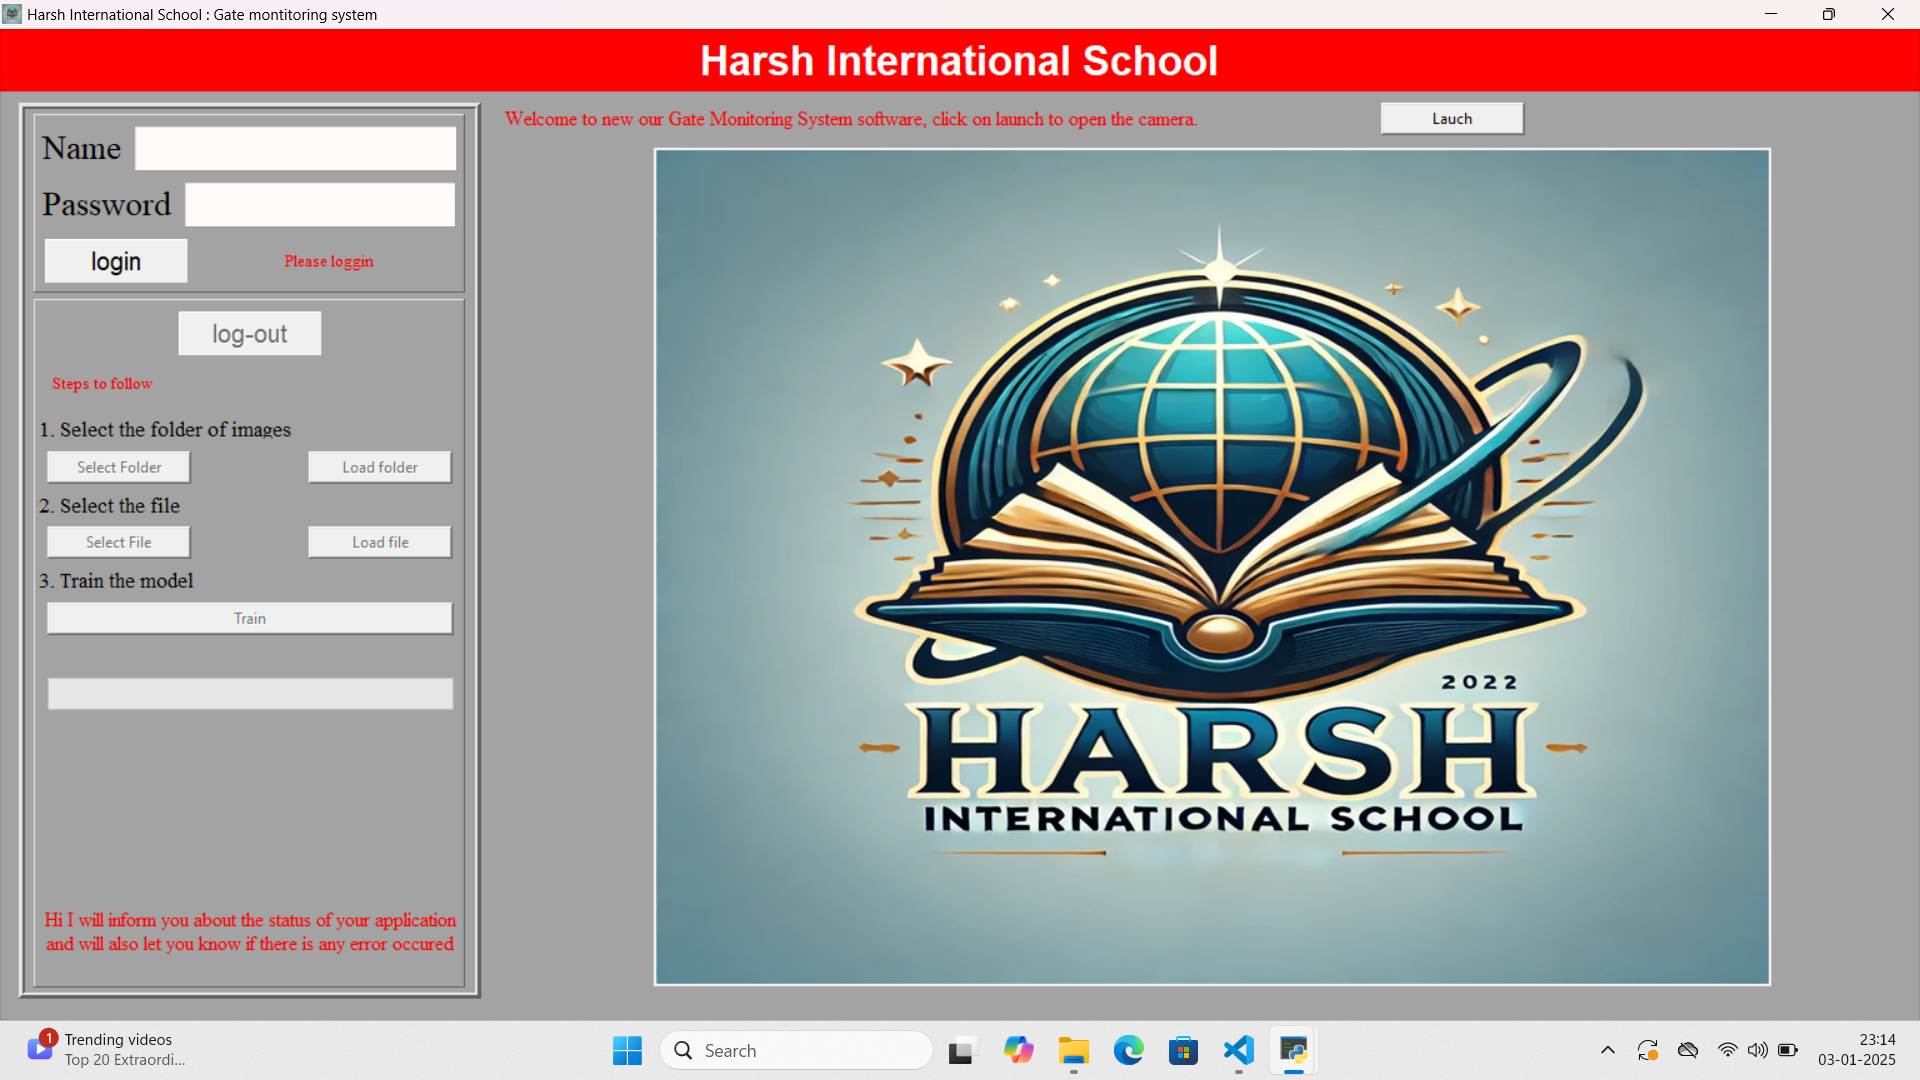 Harsh International School : Gate montitoring system
Harsh International School
Welcome to new our Gate Monitoring System software, click on launch to open the camera.
Lauch
Name
Password
login
Please loggin
log-out
Steps to follow
1. Select the folder of images
Select Folder
Load folder
2. Select the file
Select File
Load file
3. Train the model
Train
Hi I will inform you about the status of your application
and will also let you know if there is any error occured
2022
HARSH
INTERNATIONAL SCHOOL
1
Trending videos
Top 20 Extraordi...
Search
23:14
03-01-2025